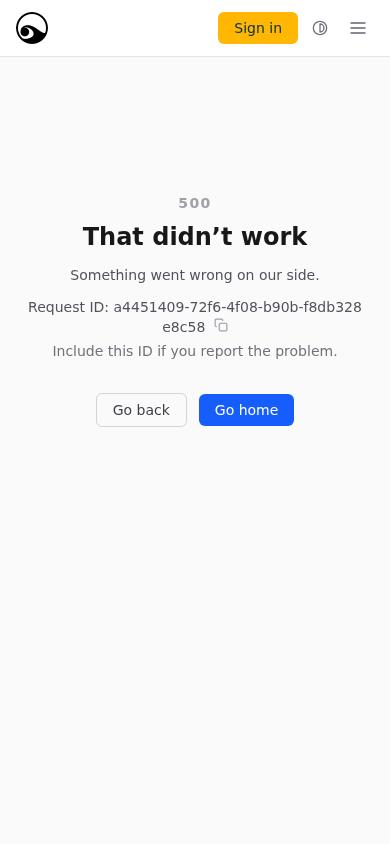 Sign in
500
That didn’t work
Something went wrong on our side.
Request ID: a4451409-72f6-4f08-b90b-f8db328
e8c58
Include this ID if you report the problem.
Go back
Go home